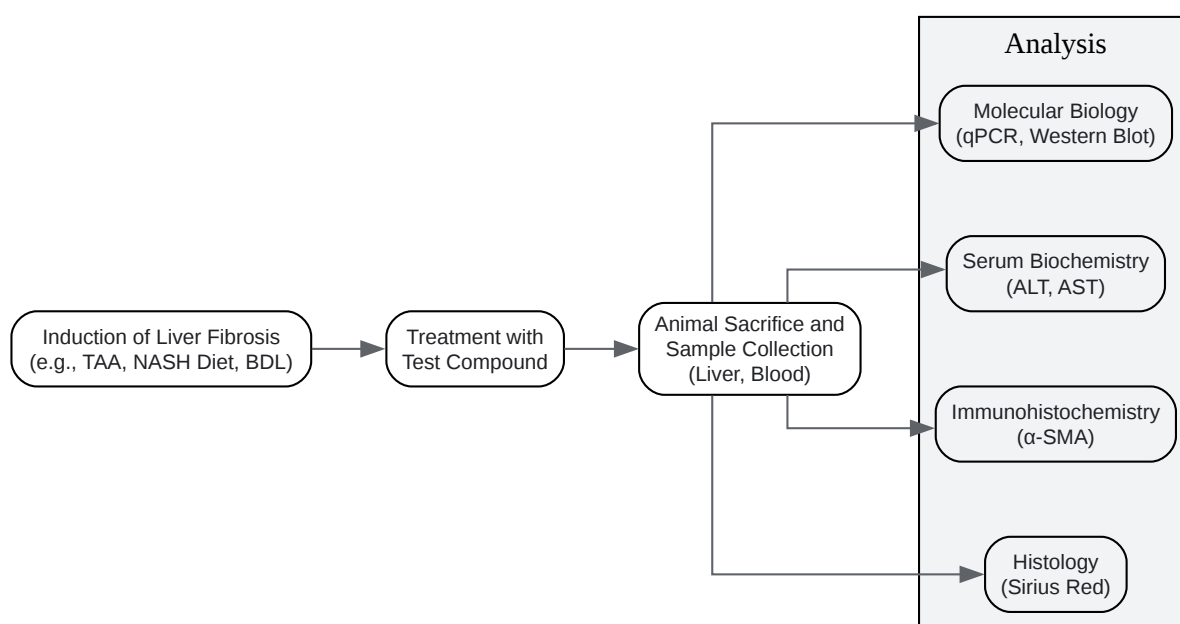 Analysis
Molecular Biology
(qPCR, Western Blot)
Serum Biochemistry
(ALT, AST)
Induction of Liver Fibrosis
(e.g., TAA, NASH Diet, BDL)
Treatment with
Test Compound
Animal Sacrifice and
Sample Collection
(Liver, Blood)
Immunohistochemistry
(α-SMA)
Histology
(Sirius Red)